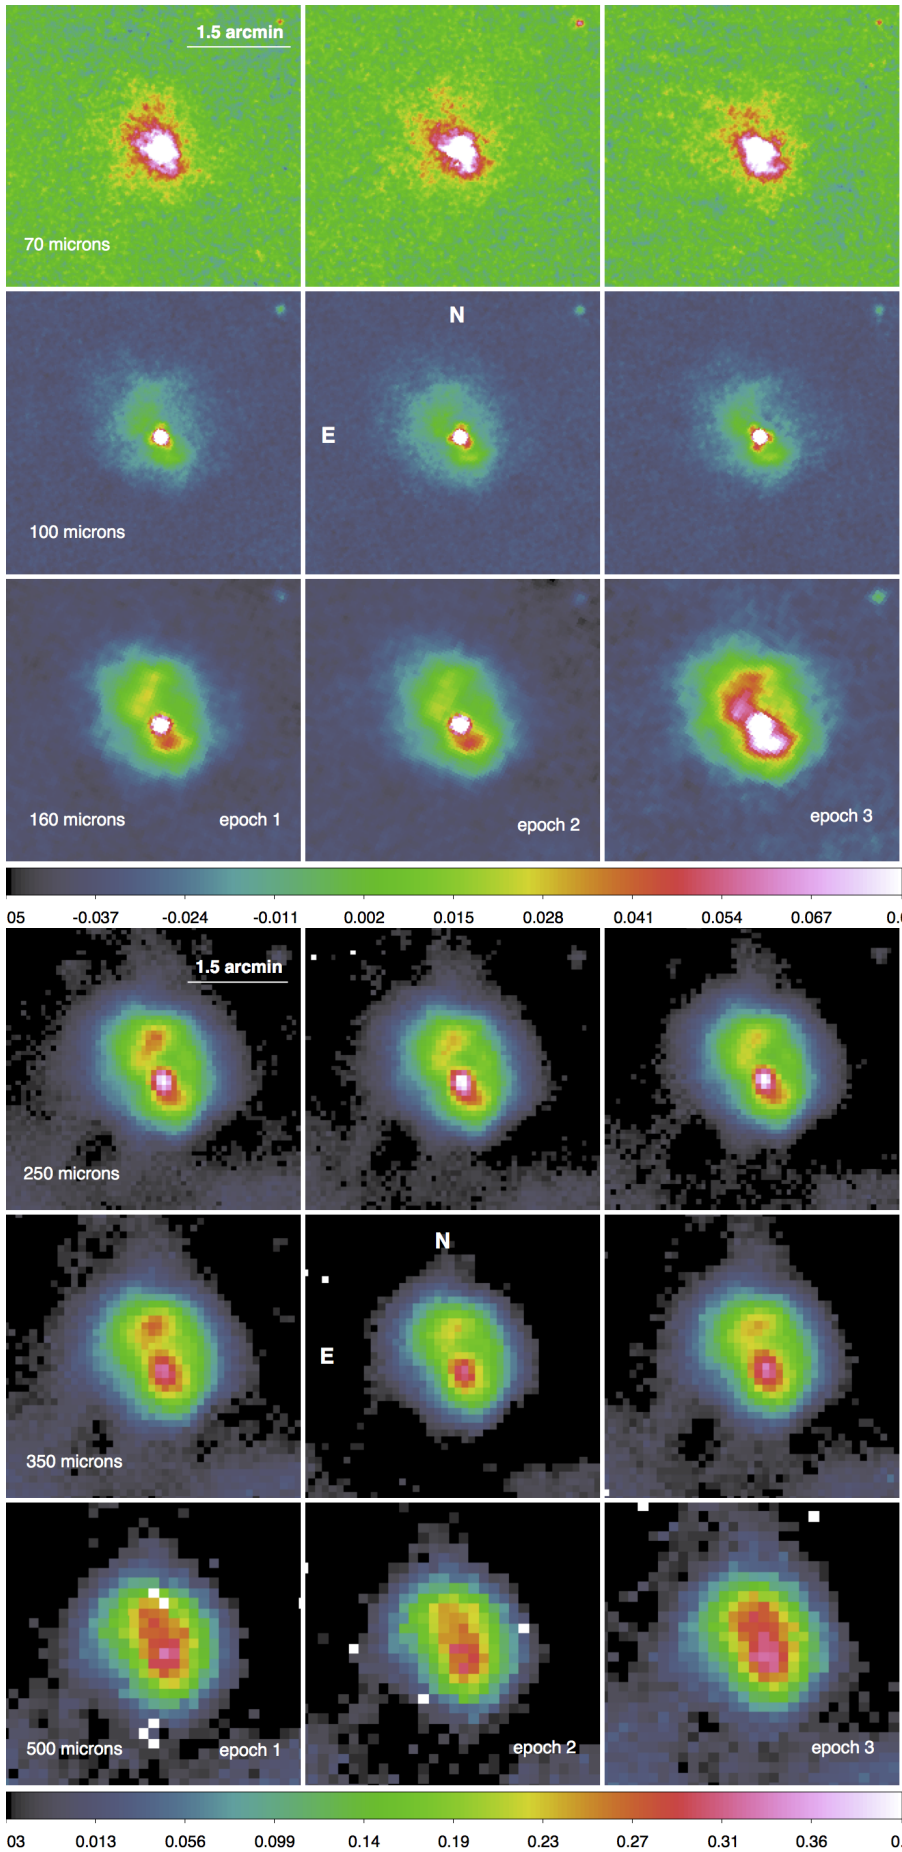 1.5 arcmin
70 microns
N
E
100 microns
160 microns epoch 1 epoch 2 epoch 3
05 -0.037 -0.024 -0.011 0.002 0.015 0.028 0.041 0.054 0.067 0.0
1.5 arcmin
250 microns
N
E
350 microns
500 microns epoch 1 epoch 2 epoch 3
03 0.013 0.056 0.099 0.14 0.19 0.23 0.27 0.31 0.36 0.